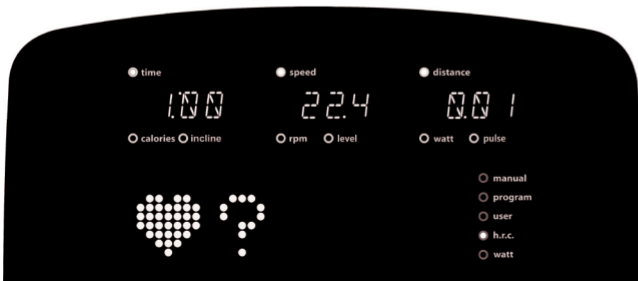 time speed distance
1:00 22.4 0.01
calories incline rpm level watt pulse
manual
program
user
h.r.c.
watt
?